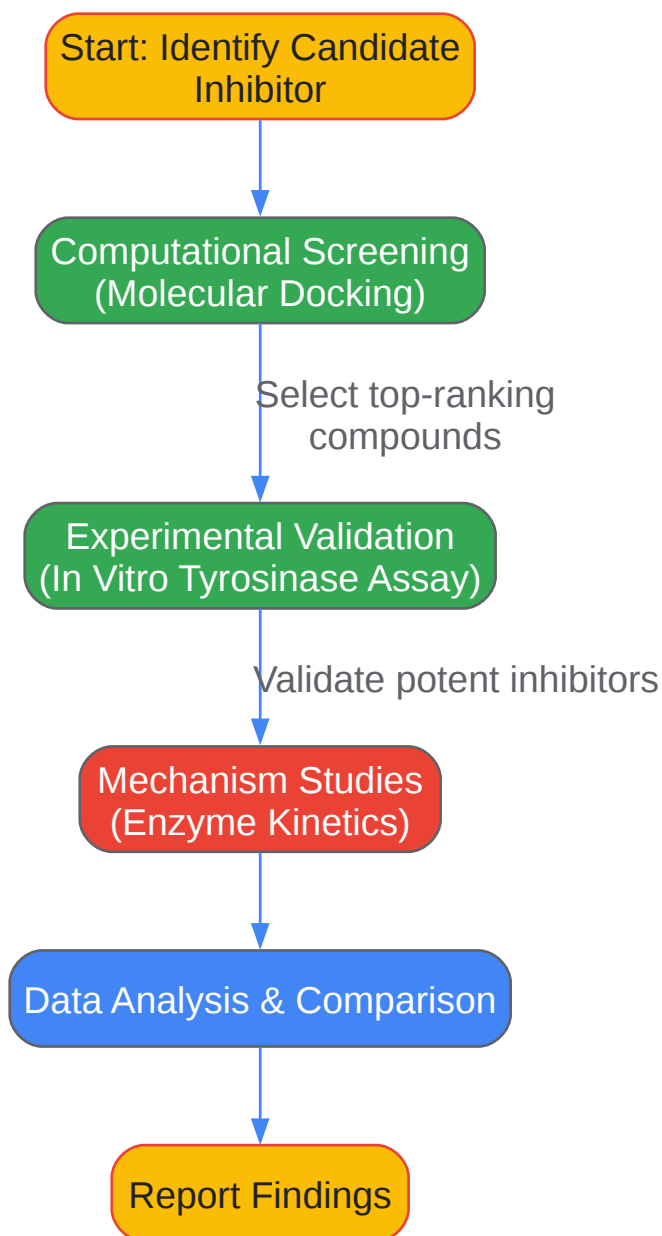 Start: Identify Candidate
Inhibitor
Computational Screening
(Molecular Docking)
Select top-ranking
compounds
Experimental Validation
(In Vitro Tyrosinase Assay)
Validate potent inhibitors
Mechanism Studies
(Enzyme Kinetics)
Data Analysis & Comparison
Report Findings